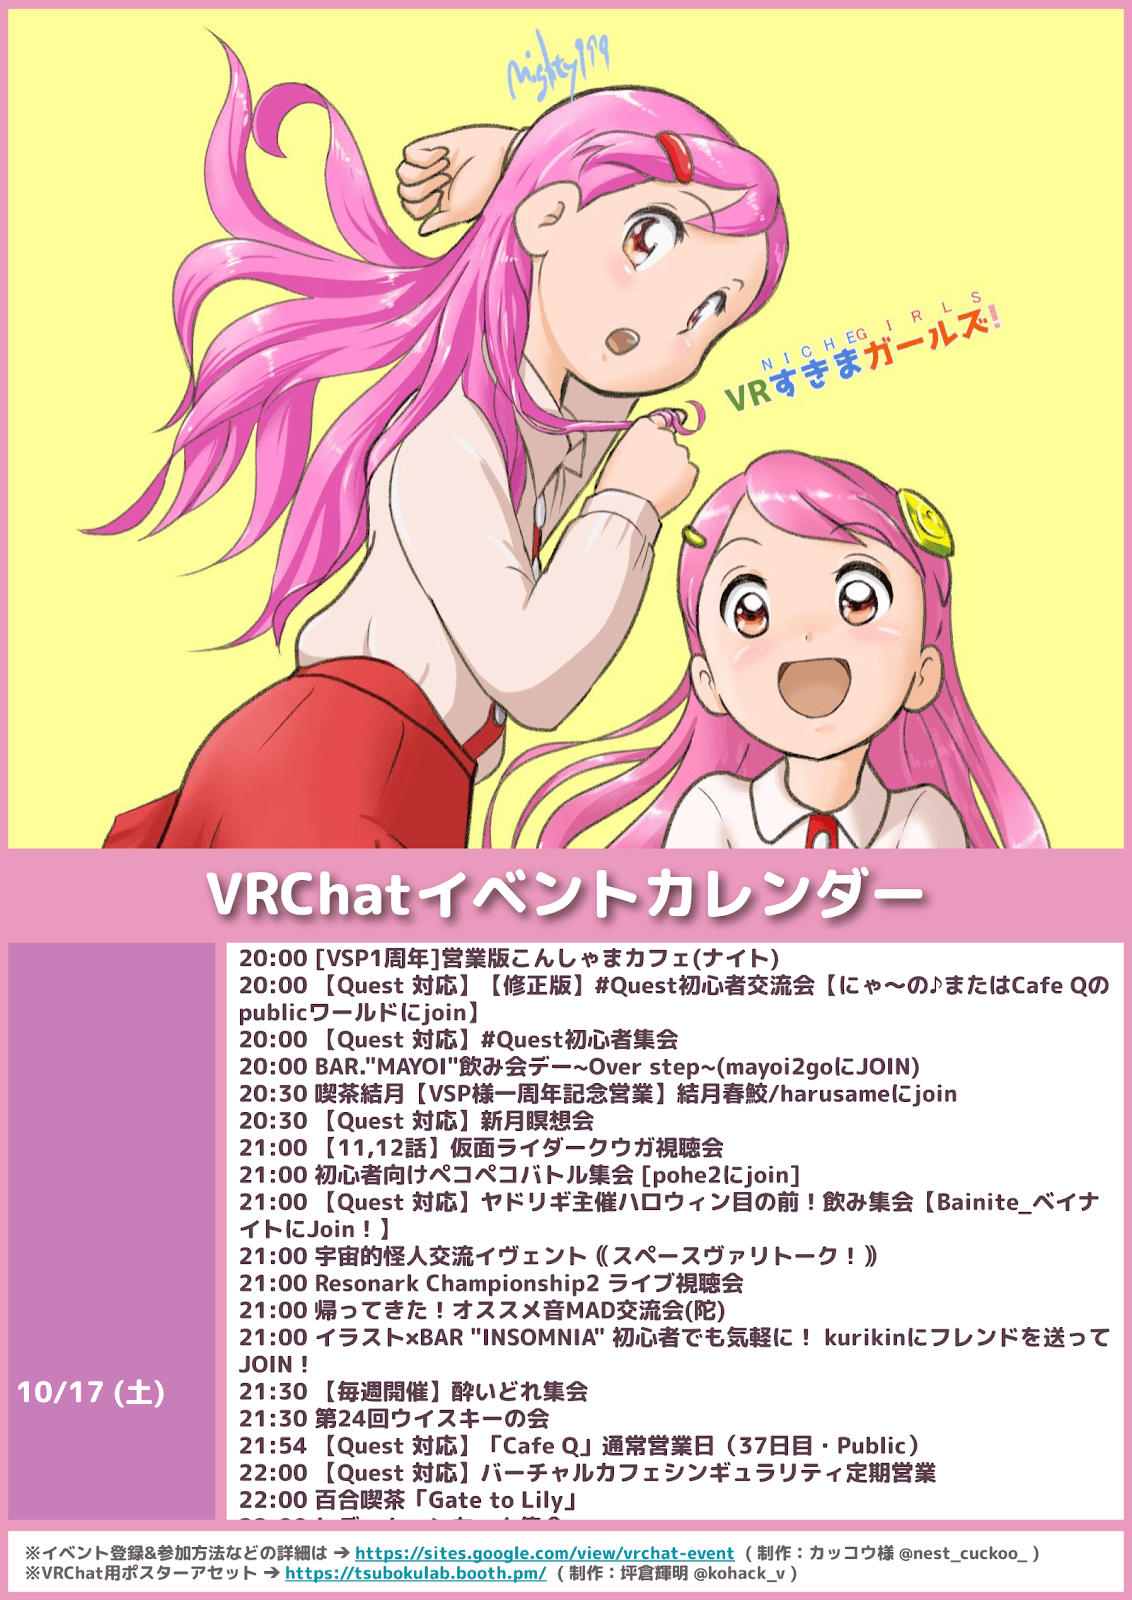 mighty199
NICHE GIRLS
VRすきまガールズ!
VRChatイベントカレンダー
10/17 (土)
20:00 [VSP1周年]営業版こんしゃまカフェ(ナイト)
20:00 【Quest 対応】【修正版】#Quest初心者交流会【にゃ〜の♪またはCafe Qの
publicワールドにjoin】
20:00 【Quest 対応】#Quest初心者集会
20:00 BAR."MAYOI"飲み会デー~Over step~(mayoi2goにJOIN)
20:30 喫茶結月【VSP様一周年記念営業】結月春鮫/harusameにjoin
20:30 【Quest 対応】新月瞑想会
21:00 【11,12話】仮面ライダークウガ視聴会
21:00 初心者向けペコペコバトル集会 [pohe2にjoin]
21:00 【Quest 対応】ヤドリギ主催ハロウィン目の前！飲み集会【Bainite_ベイナ
イトにJoin！】
21:00 宇宙的怪人交流イヴェント⟪スペースヴァリトーク！⟫
21:00 Resonark Championship2 ライブ視聴会
21:00 帰ってきた！オススメ音MAD交流会(陀)
21:00 イラスト×BAR "INSOMNIA" 初心者でも気軽に！ kurikinにフレンドを送って
JOIN！
21:30 【毎週開催】酔いどれ集会
21:30 第24回ウイスキーの会
21:54 【Quest 対応】「Cafe Q」通常営業日（37日目・Public）
22:00 【Quest 対応】バーチャルカフェシンギュラリティ定期営業
22:00 百合喫茶「Gate to Lily」
※イベント登録&参加方法などの詳細は → https://sites.google.com/view/vrchat-event （制作：カッコウ様 @nest_cuckoo_ ）
※VRChat用ポスターアセット → https://tsubokulab.booth.pm/ （制作：坪倉輝明 @kohack_v ）